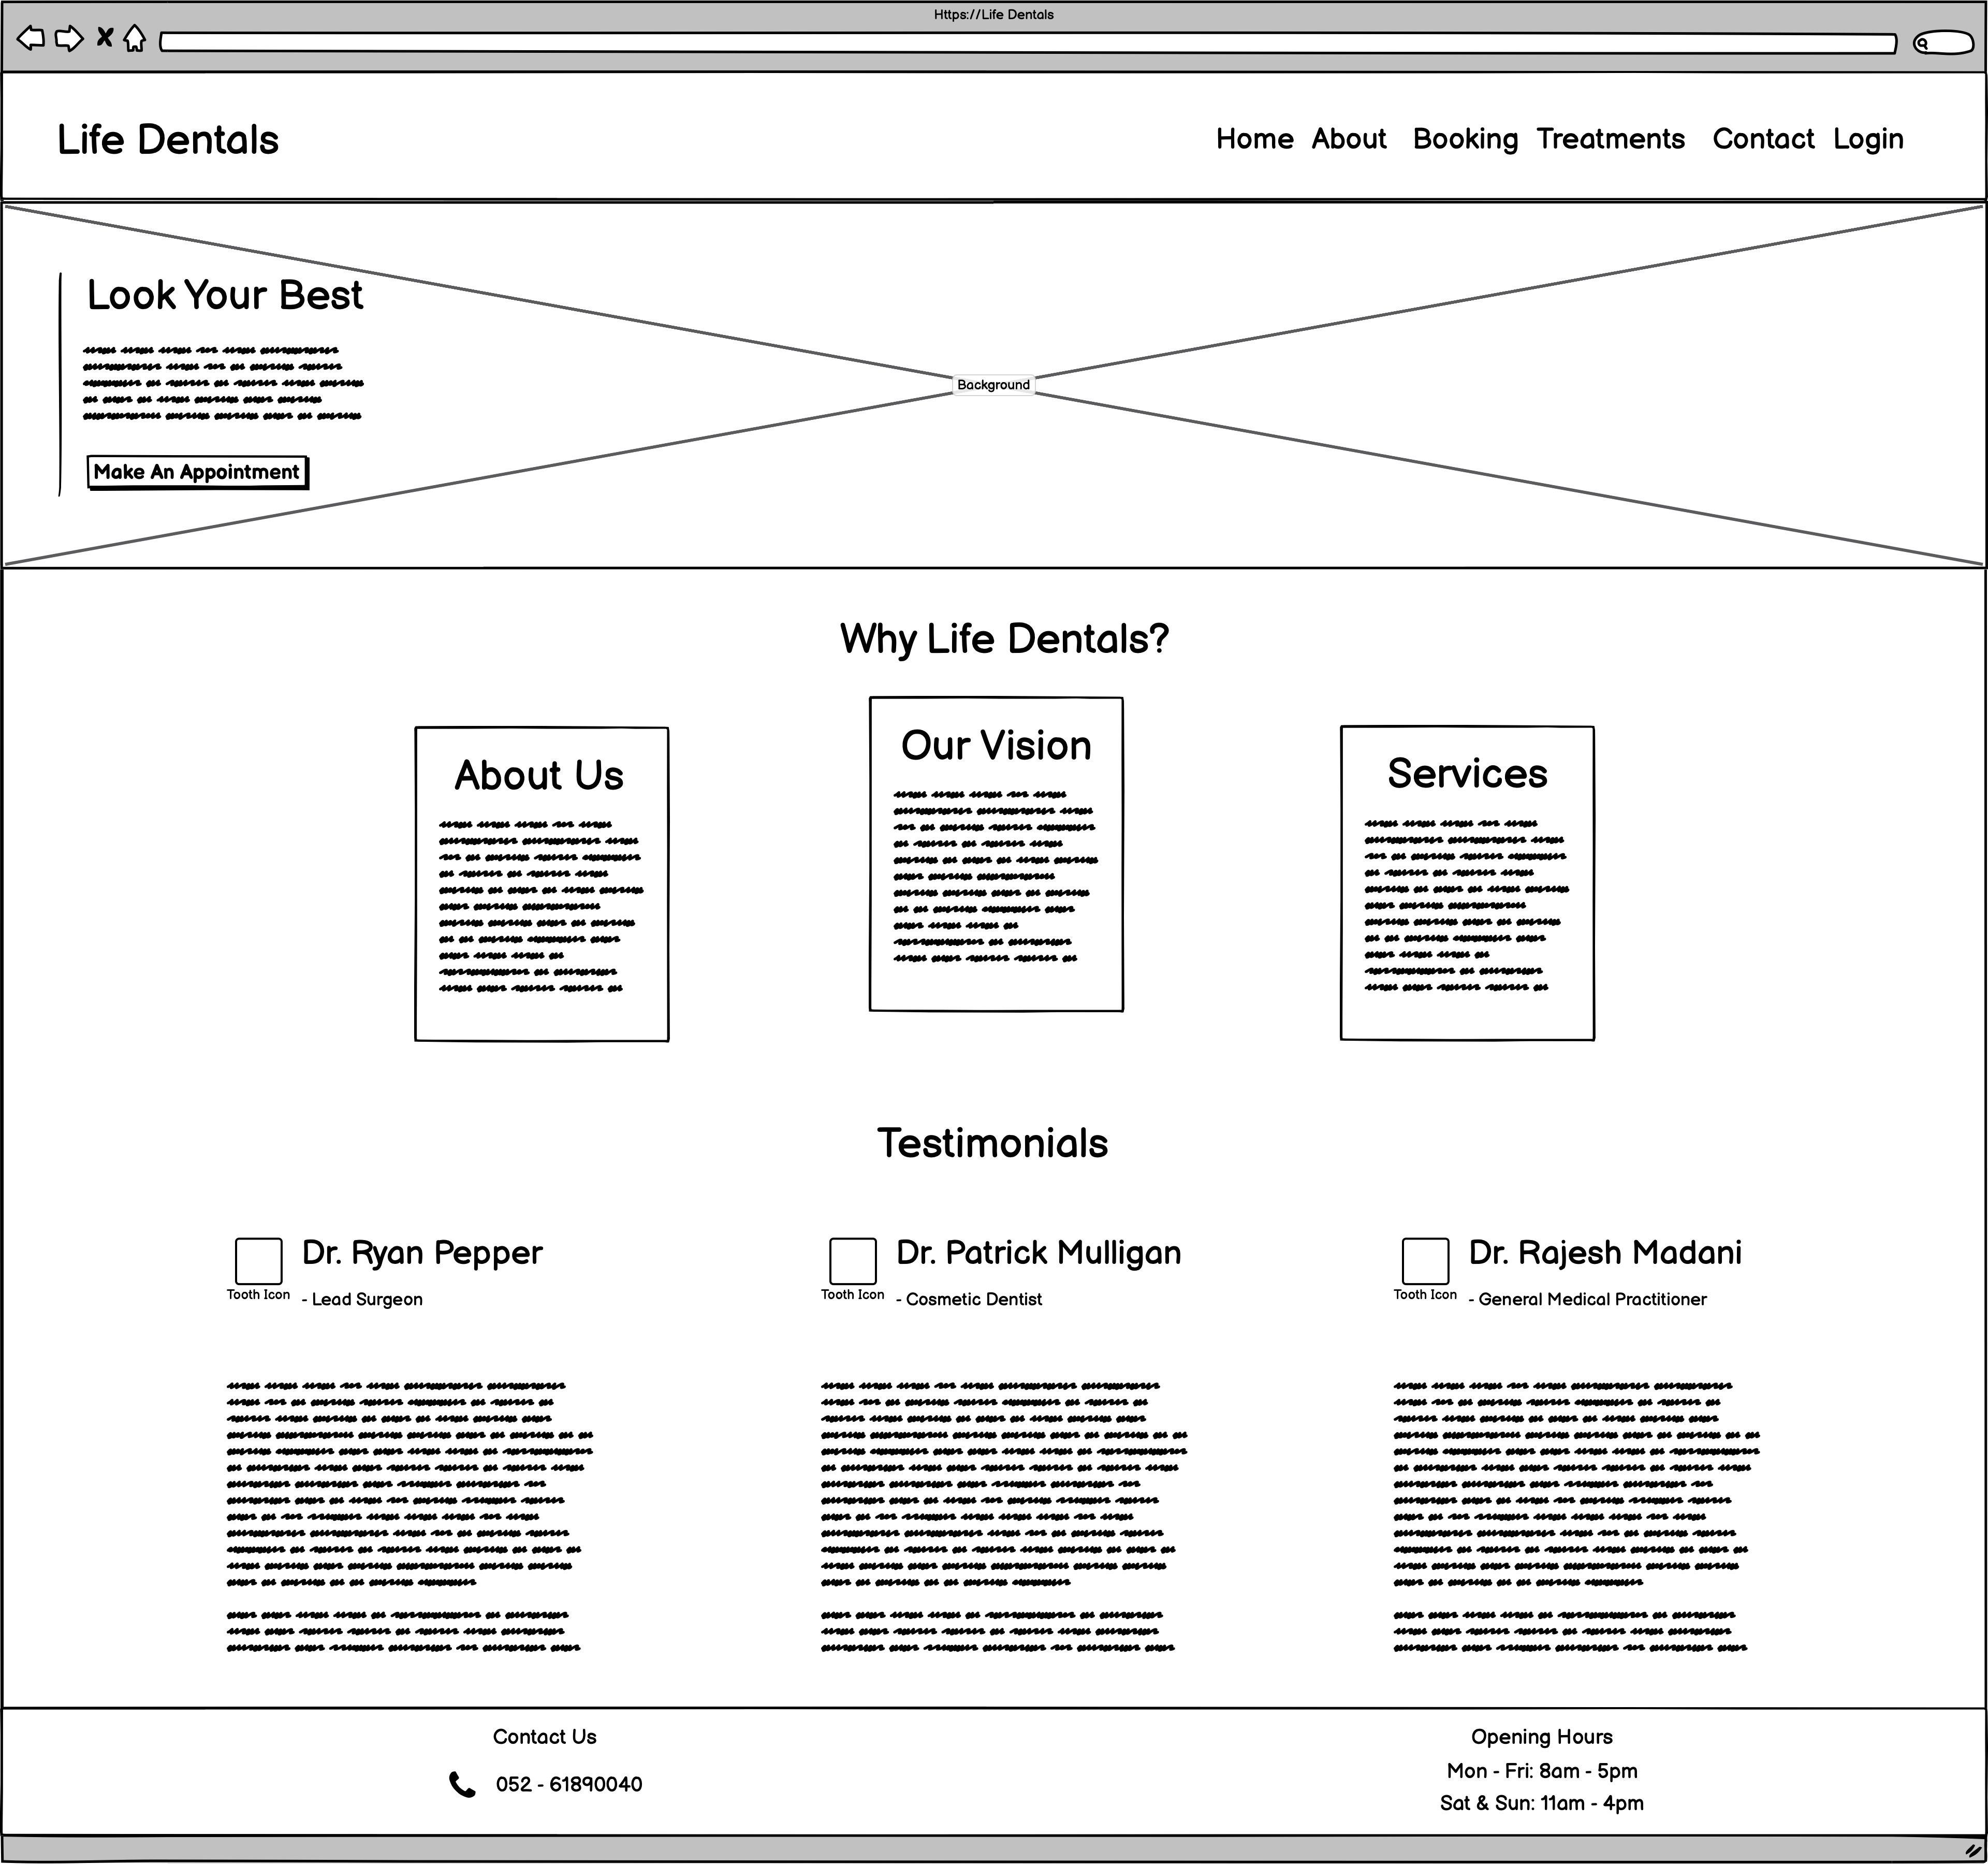 Https://Life Dentals
Life Dentals
Home About Booking Treatments Contact Login
Look Your Best
Background
Make An Appointment
Why Life Dentals?
About Us
Our Vision
Services
Testimonials
Dr. Ryan Pepper
Tooth Icon
- Lead Surgeon
Dr. Patrick Mulligan
Tooth Icon
- Cosmetic Dentist
Dr. Rajesh Madani
Tooth Icon
- General Medical Practitioner
Contact Us
052 - 61890040
Opening Hours
Mon - Fri: 8am - 5pm
Sat & Sun: 11am - 4pm